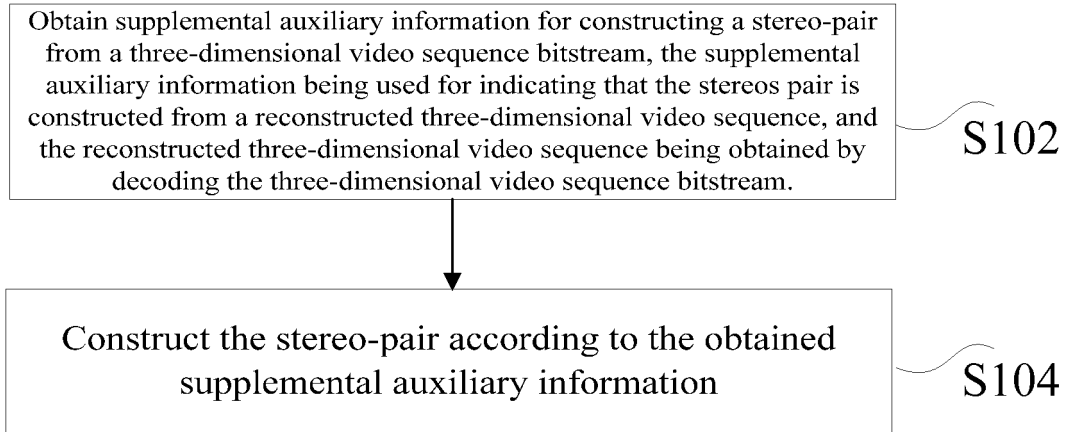 Obtain supplemental auxiliary information for constructing a stereo-pair
from a three-dimensional video sequence bitstream, the supplemental
auxiliary information being used for indicating that the stereos pair is
constructed from a reconstructed three-dimensional video sequence, and
the reconstructed three-dimensional video sequence being obtained by
decoding the three-dimensional video sequence bitstream.
S102
Construct the stereo-pair according to the obtained
supplemental auxiliary information
S104